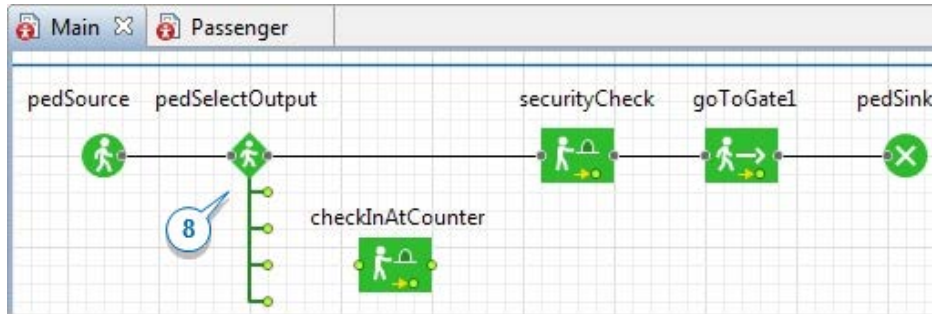 Main Passenger
pedSource pedSelectOutput securityCheck goToGate1 pedSink
8
checkInAtCounter